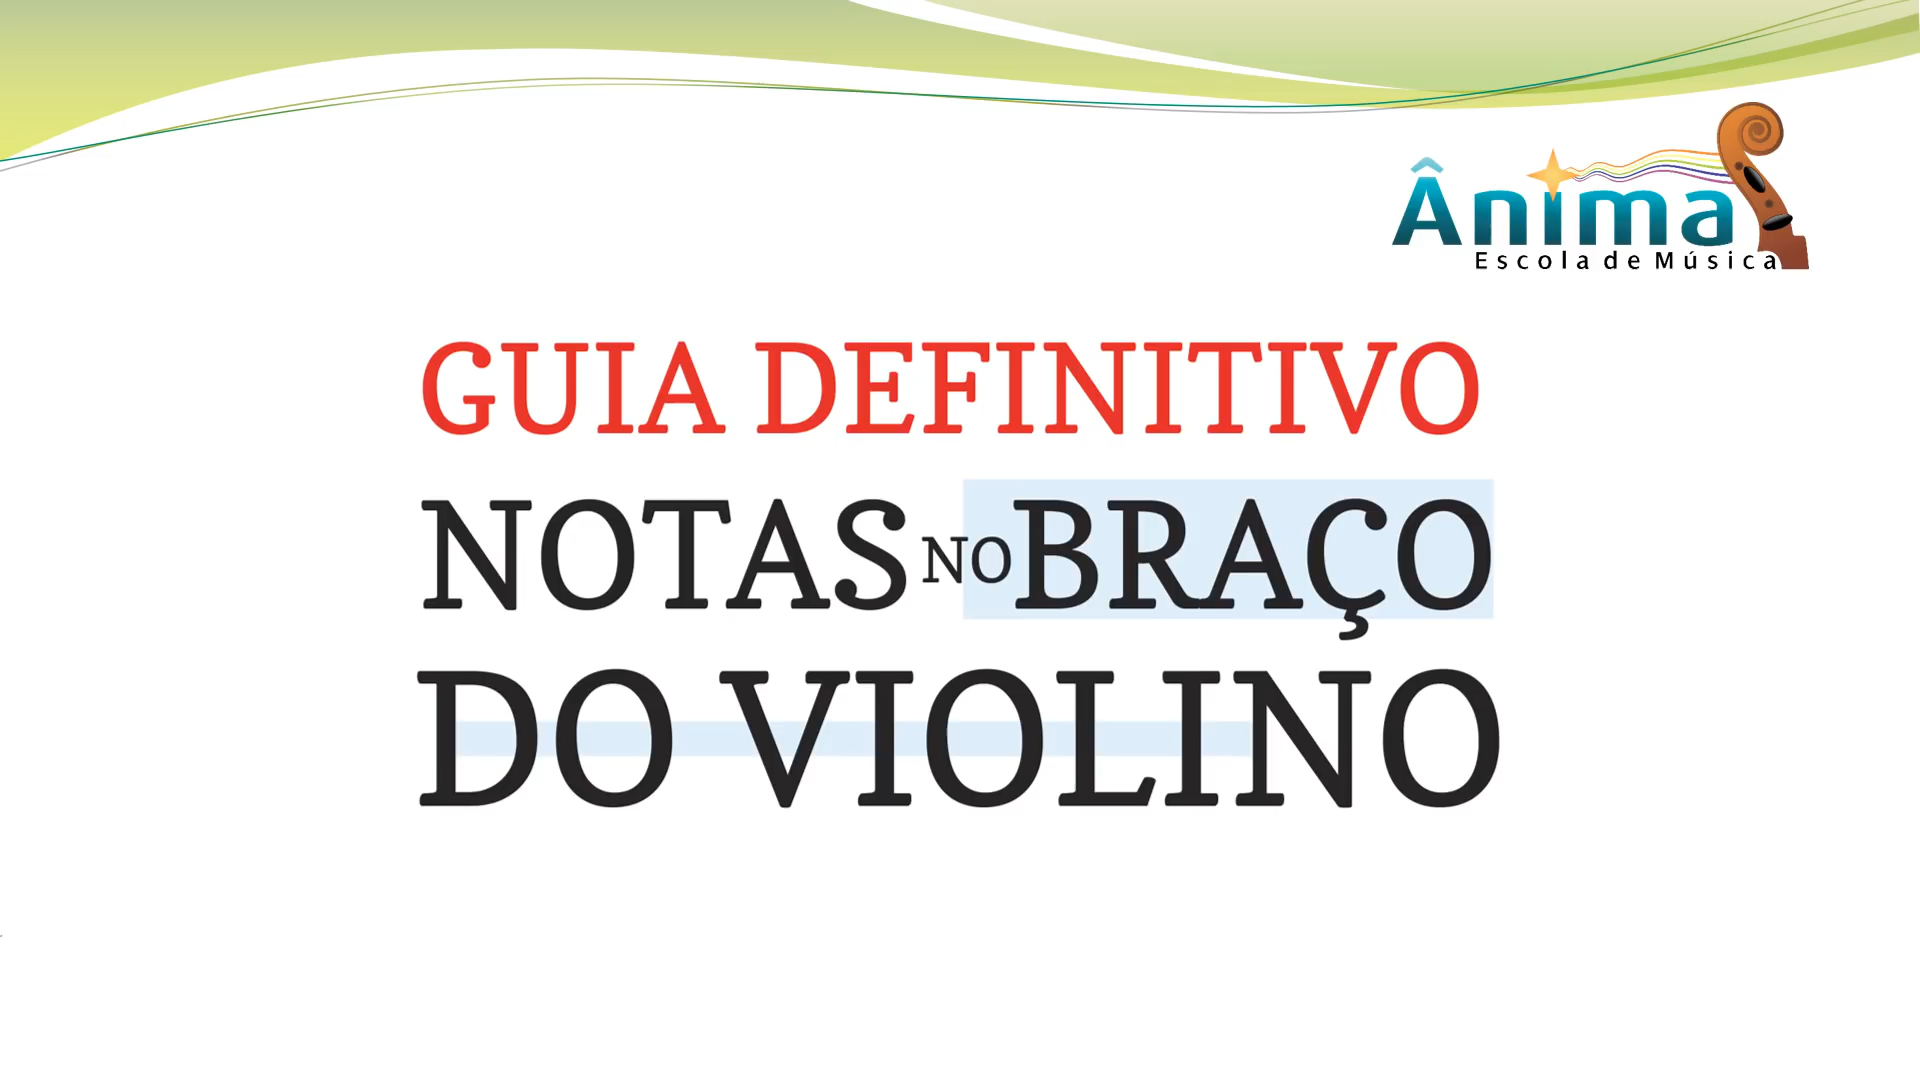 Ânima
Escola de Música
GUIA DEFINITIVO
NOTAS NO BRAÇO
DO VIOLINO